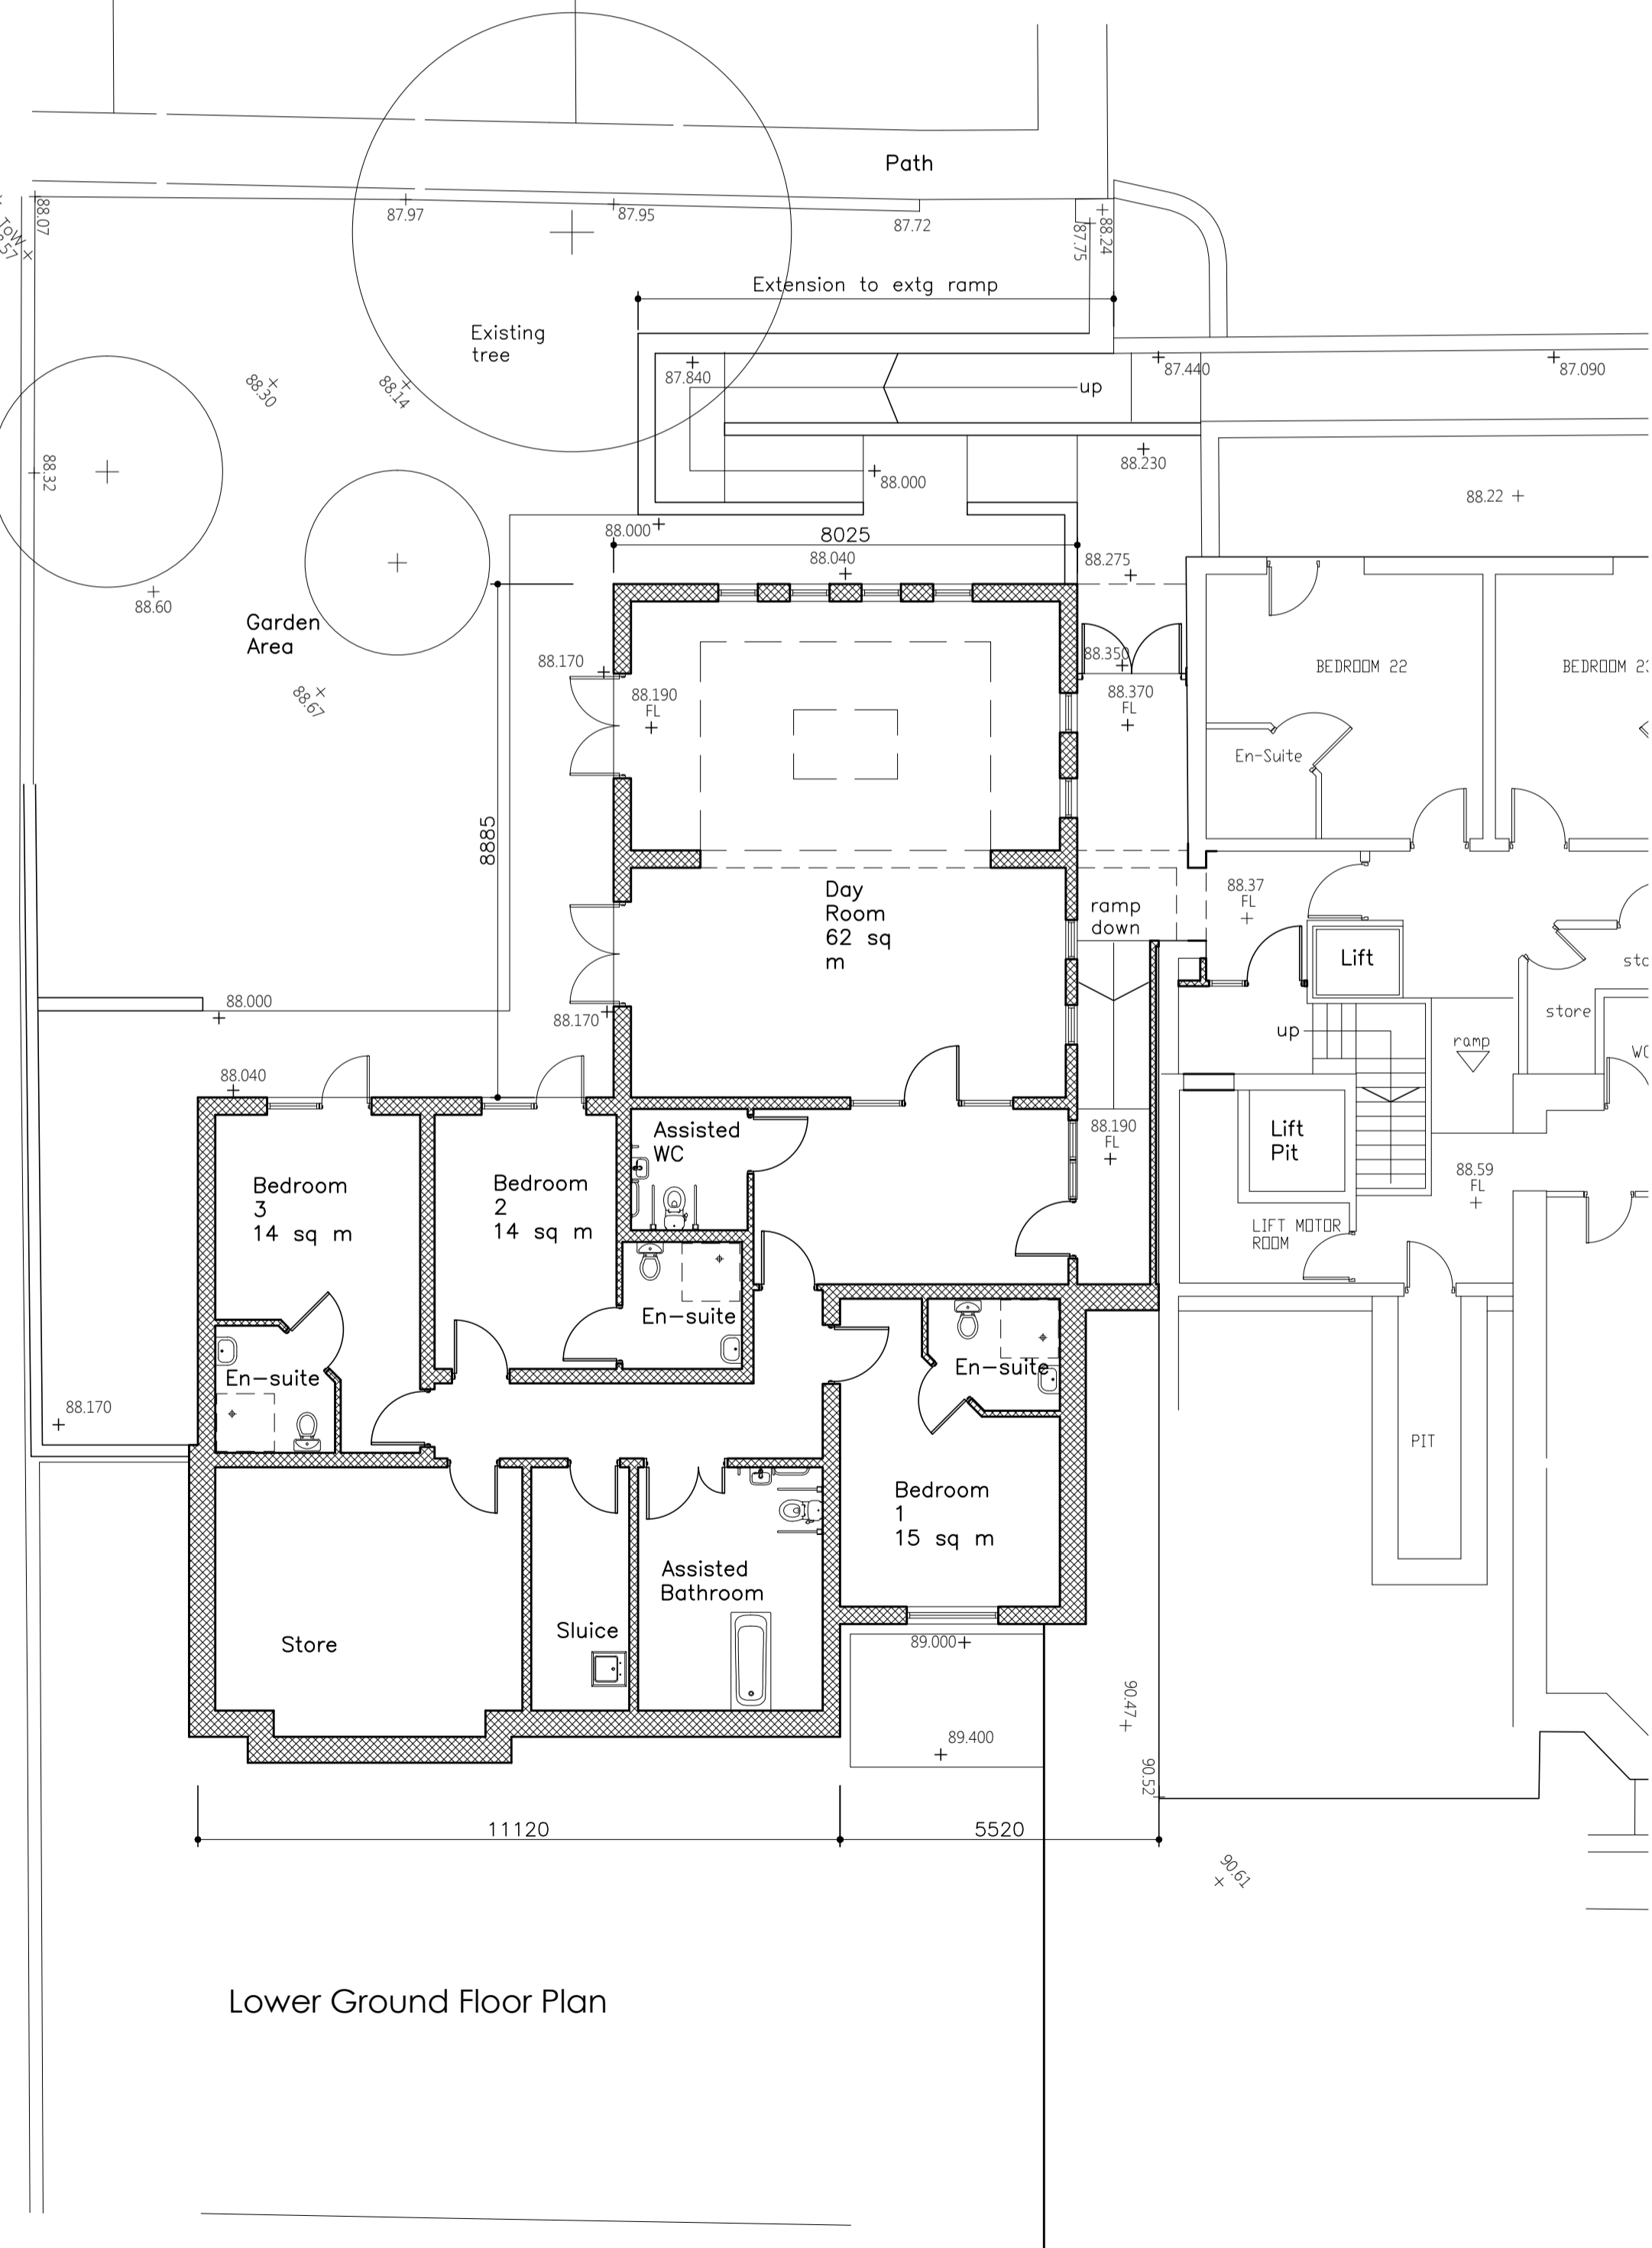 Path
88.07
ToW
87.97
87.95
87.72
87.75
88.24
Extension to extg ramp
Existing
tree
87.840
up
87.440
87.090
88.30
88.14
88.32
88.000
88.230
88.22
88.000
8025
88.040
88.275
88.60
Garden
Area
88.170
88.190
FL
88.350
88.370
FL
BEDROOM 22
88.67
En-Suite
8885
Day
Room
62 sq
m
ramp
down
88.37
FL
Lift
store
88.000
88.170
up
ramp
88.040
Assisted
WC
88.190
FL
Lift
Pit
88.59
FL
Bedroom
3
14 sq m
Bedroom
2
14 sq m
LIFT MOTOR
ROOM
En-suite
En-suite
En-suite
88.170
PIT
Bedroom
1
15 sq m
Assisted
Bathroom
Sluice
Store
89.000
90.47
89.400
90.52
11120
5520
90.61
Lower Ground Floor Plan